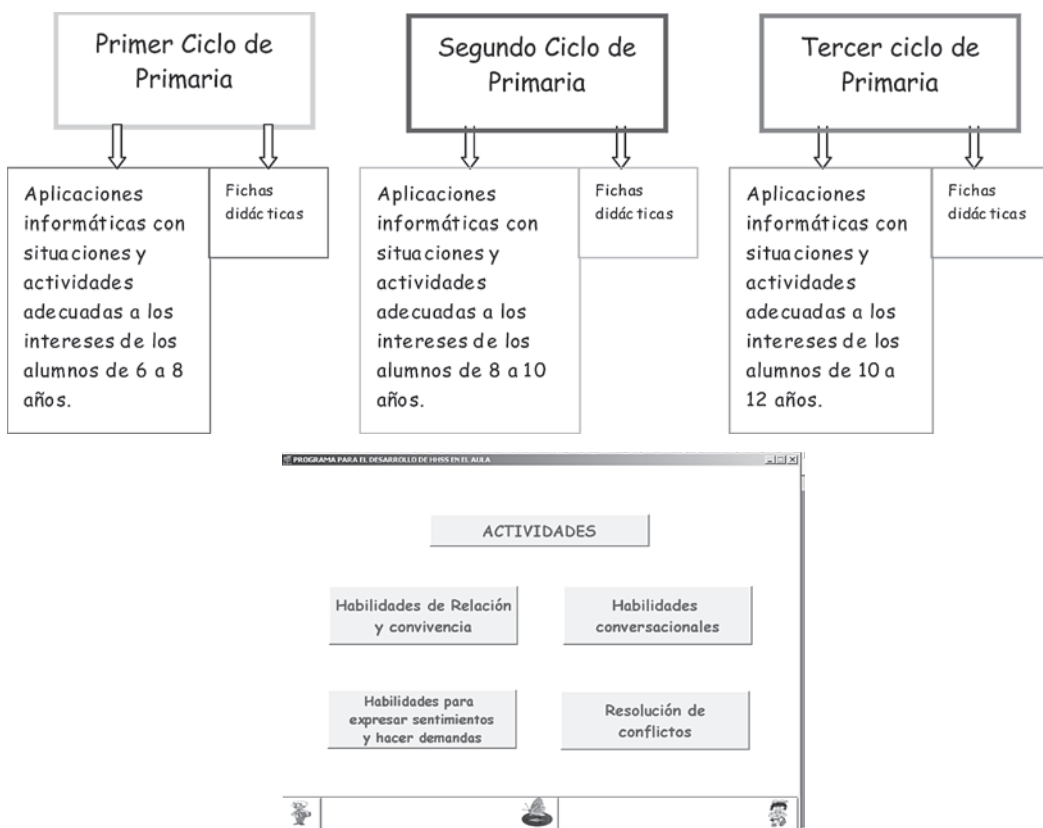 Primer Ciclo de
Primaria
Segundo Ciclo de
Primaria
Tercer ciclo de
Primaria
Aplicaciones
informáticas con
situaciones y
actividades
adecuadas a los
intereses de los
alumnos de 6 a 8
años.
Fichas
didácticas
Aplicaciones
informáticas con
situaciones y
actividades
adecuadas a los
intereses de los
alumnos de 8 a 10
años.
Fichas
didácticas
Aplicaciones
informáticas con
situaciones y
actividades
adecuadas a los
intereses de los
alumnos de 10 a
12 años.
Fichas
didácticas
PROGRAMA PARA EL DESARROLLO DE HHSS EN EL AULA
ACTIVIDADES
Habilidades de Relación
y convivencia
Habilidades
conversacionales
Habilidades para
expresar sentimientos
y hacer demandas
Resolución de
conflictos